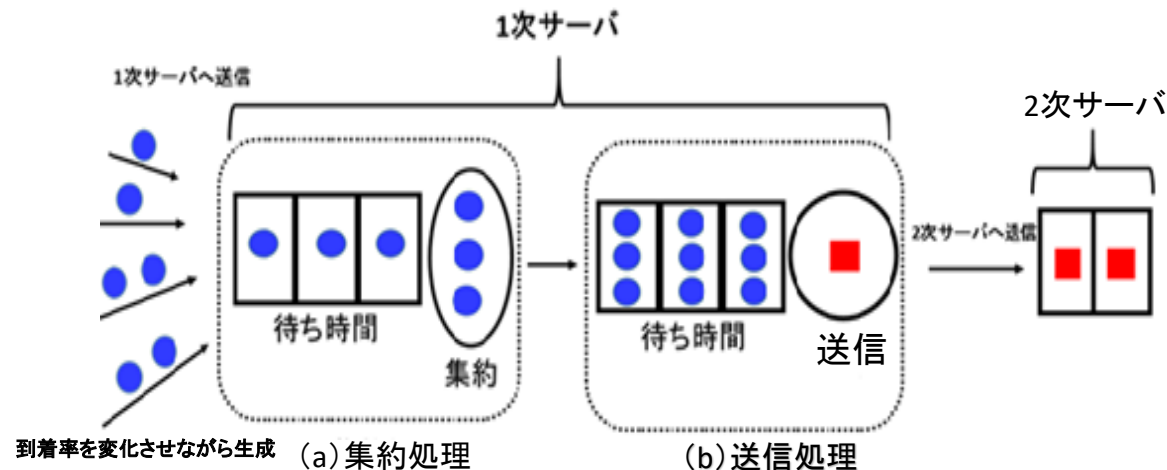 1次サーバ
1次サーバへ送信
2次サーバ
2次サーバへ送信
待ち時間
集約
待ち時間
送信
到着率を変化させながら生成
(a)集約処理
(b)送信処理